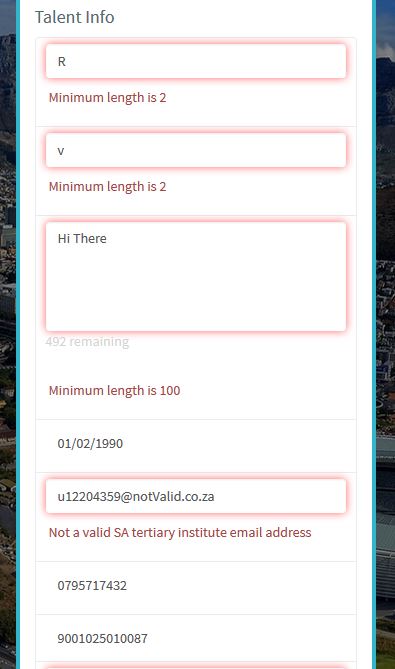 Talent Info
R
Minimum length is 2
v
Minimum length is 2
Hi There
492 remaining
Minimum length is 100
01/02/1990
u12204359@notValid.co.za
Not a valid SA tertiary institute email address
0795717432
9001025010087